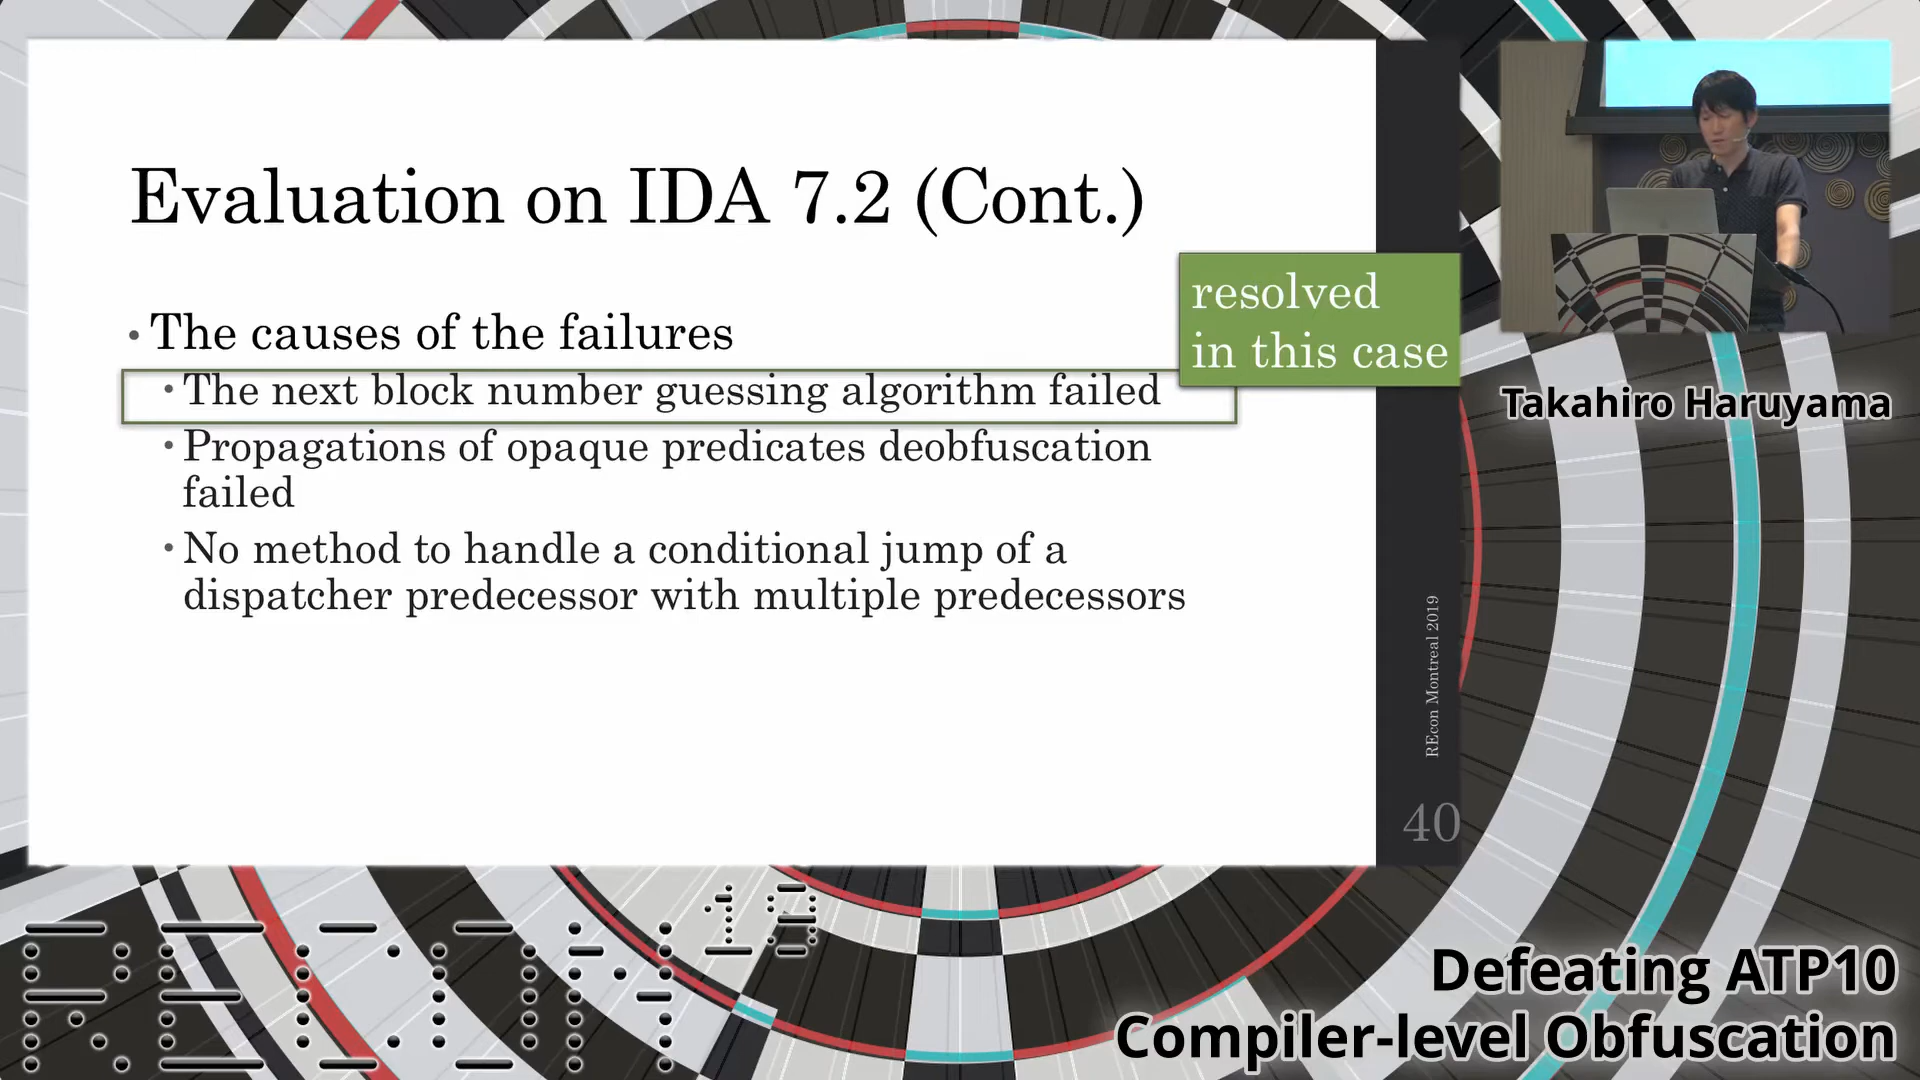 Evaluation on IDA 7.2 (Cont.)
resolved
in this case
• The causes of the failures
• The next block number guessing algorithm failed
• Propagations of opaque predicates deobfuscation
failed
• No method to handle a conditional jump of a
dispatcher predecessor with multiple predecessors
REcon Montreal 2019
40
Takahiro Haruyama
RECON 19
Defeating ATP10
Compiler-level Obfuscation